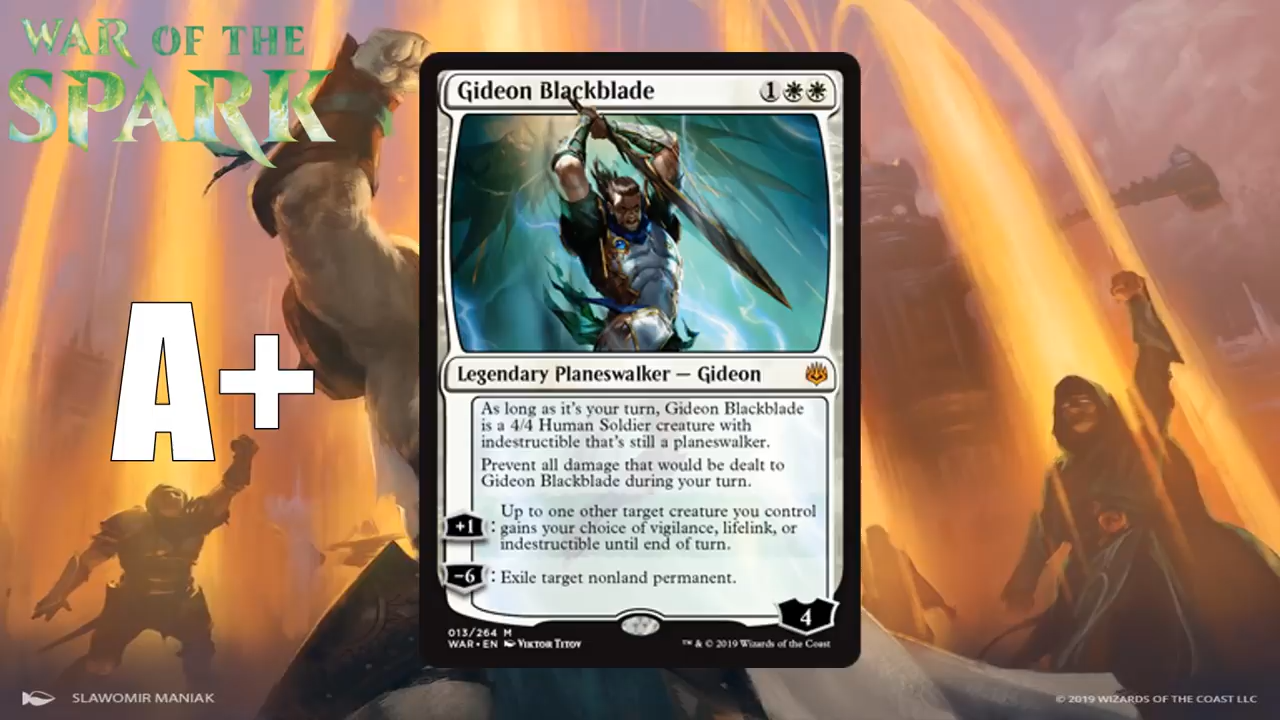 WAR OF THE
SPARK
A+
Gideon Blackblade 1
Legendary Planeswalker — Gideon
As long as it's your turn, Gideon Blackblade
is a 4/4 Human Soldier creature with
indestructible that's still a planeswalker.
Prevent all damage that would be dealt to
Gideon Blackblade during your turn.
+1 : Up to one other target creature you control
gains your choice of vigilance, lifelink, or
indestructible until end of turn.
-6 : Exile target nonland permanent.
4
013/264 M
WAR • EN Viktor Titov
™ & © 2019 Wizards of the Coast
SLAWOMIR MANIAK
© 2019 WIZARDS OF THE COAST LLC